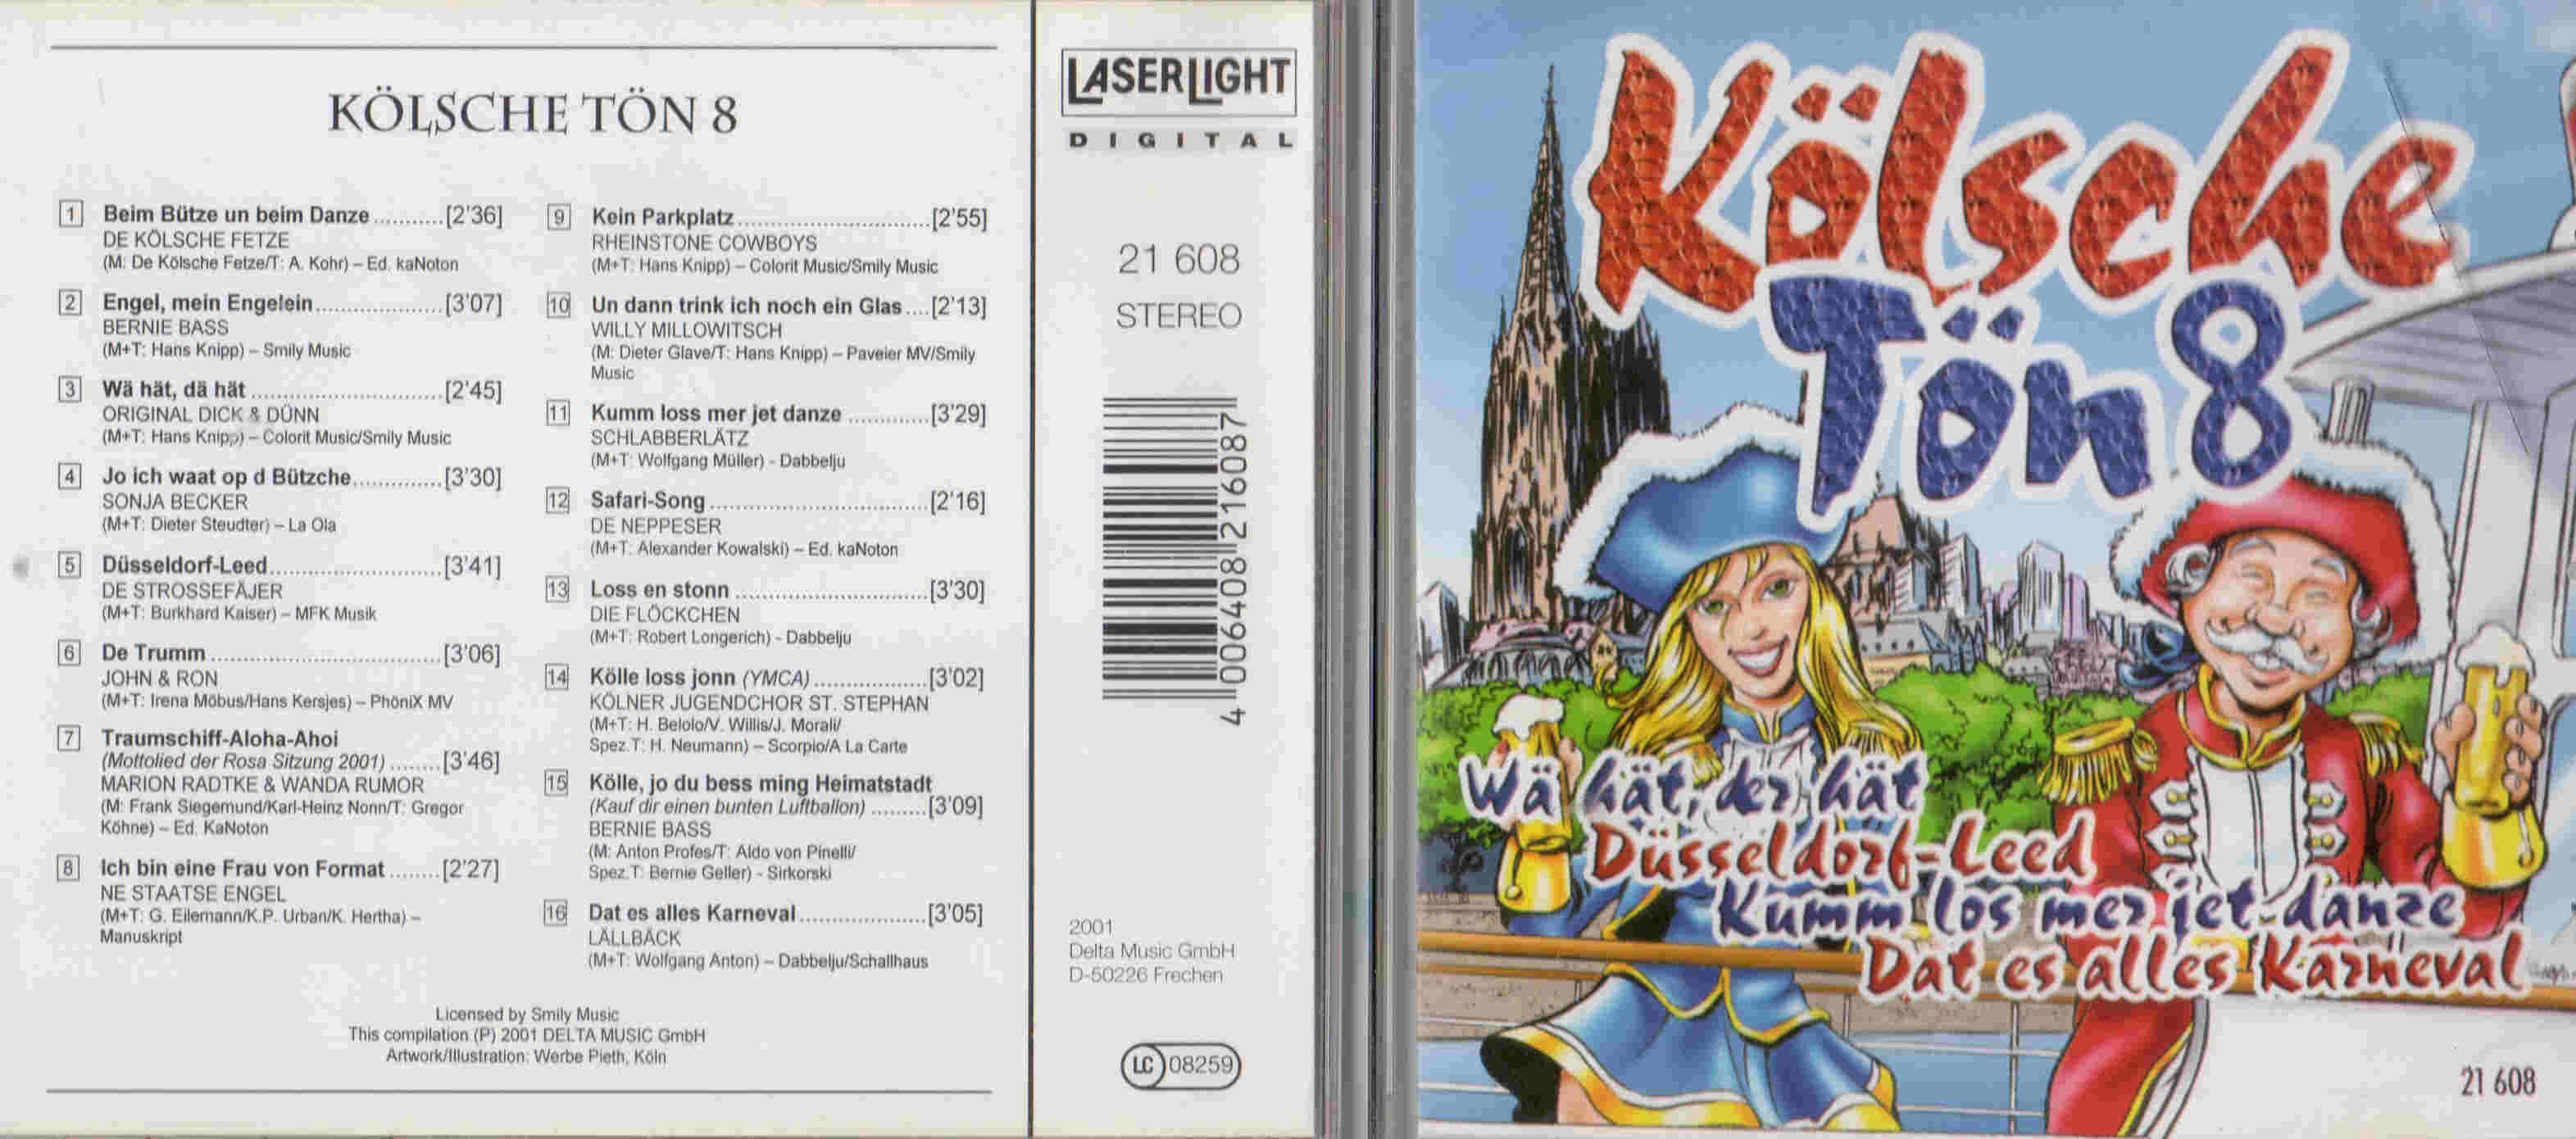 KÖLSCHE TÖN 8
1 Beim Bütze un beim Danze...........[2'36]
DE KÖLSCHE FETZE
(M: De Kölsche Fetze/T: A. Kohr) – Ed. kaNoton
2 Engel, mein Engelein....................[3'07]
BERNIE BASS
(M+T: Hans Knipp) – Smily Music
3 Wä hät, dä hät ..............................[2'45]
ORIGINAL DICK & DÜNN
(M+T: Hans Knipp) – Colorit Music/Smily Music
4 Jo ich waat op d Bützche..............[3'30]
SONJA BECKER
(M+T: Dieter Steudter) – La Ola
5 Düsseldorf-Leed...........................[3'41]
DE STROSSEFÄJER
(M+T: Burkhard Kaiser) – MFK Musik
6 De Trumm.....................................[3'06]
JOHN & RON
(M+T: Irena Möbus/Hans Kersjes) – PhöniX MV
7 Traumschiff-Aloha-Ahoi
(Mottolied der Rosa Sitzung 2001) ........[3'46]
MARION RADTKE & WANDA RUMOR
(M: Frank Siegemund/Karl-Heinz Nonn/T: Gregor
Köhne) – Ed. KaNoton
8 Ich bin eine Frau von Format ........[2'27]
NE STAATSE ENGEL
(M+T: G. Eilemann/K.P. Urban/K. Hertha) –
Manuskript
9 Kein Parkplatz..............................[2'55]
RHEINSTONE COWBOYS
(M+T: Hans Knipp) – Colorit Music/Smily Music
10 Un dann trink ich noch ein Glas....[2'13]
WILLY MILLOWITSCH
(M: Dieter Glave/T: Hans Knipp) – Paveier MV/Smily
Music
11 Kumm loss mer jet danze .............[3'29]
SCHLABBERLÄTZ
(M+T: Wolfgang Müller) - Dabbelju
12 Safari-Song ..................................[2'16]
DE NEPPESER
(M+T: Alexander Kowalski) – Ed. kaNoton
13 Loss en stonn ..............................[3'30]
DIE FLÖCKCHEN
(M+T: Robert Longerich) - Dabbelju
14 Kölle loss jonn (YMCA) ..................[3'02]
KÖLNER JUGENDCHOR ST. STEPHAN
(M+T: H. Belolo/V. Willis/J. Morali/
Spez.T: H. Neumann) – Scorpio/A La Carte
15 Kölle, jo du bess ming Heimatstadt
(Kauf dir einen bunten Luftballon) .........[3'09]
BERNIE BASS
(M: Anton Profes/T: Aldo von Pinelli/
Spez.T: Bernie Geller) - Sirkorski
16 Dat es alles Karneval....................[3'05]
LÄLLBÄCK
(M+T: Wolfgang Anton) – Dabbelju/Schallhaus
Licensed by Smily Music
This compilation (P) 2001 DELTA MUSIC GmbH
Artwork/Illustration: Werbe Pieth, Köln
LASERLIGHT
DIGITAL
21 608
STEREO
4 006408 216087
2001
Delta Music GmbH
D-50226 Frechen
LC 08259
Kölsche
Tön 8
Wä hät, der hät
Düsseldorf-Leed
Kumm los mer jet danze
Dat es alles Karneval
21 608